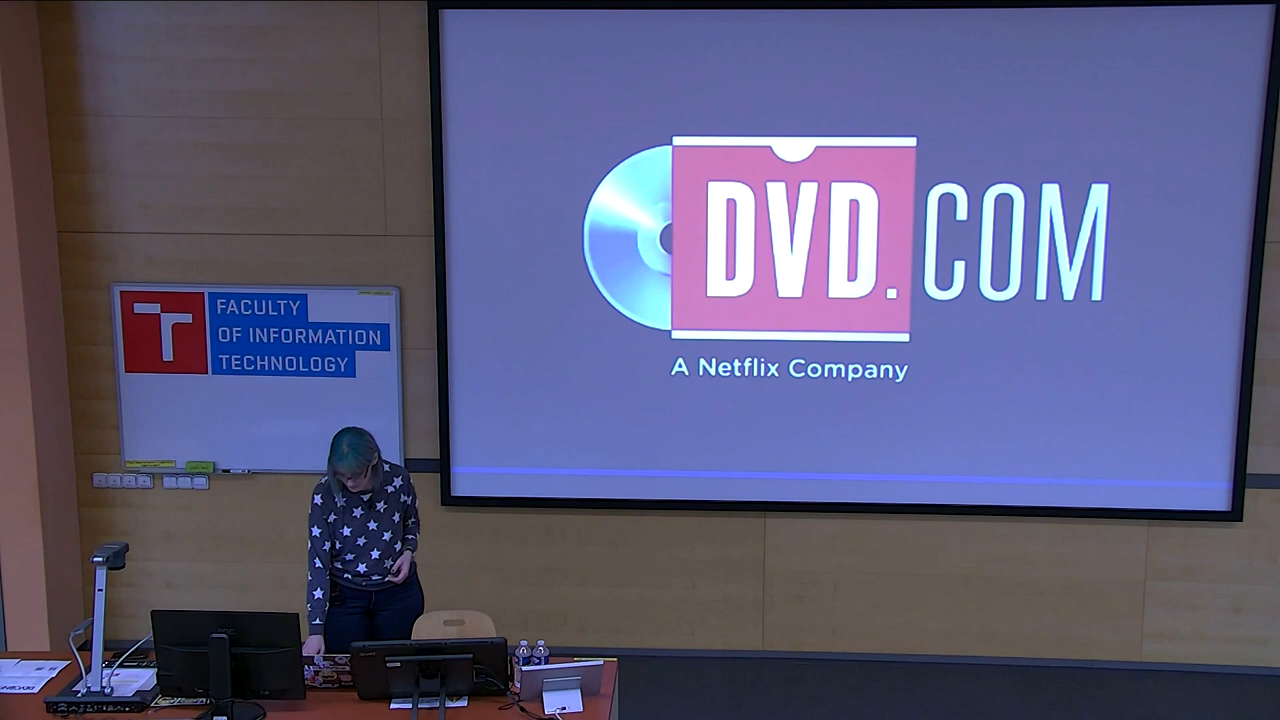 DVD.COM
A Netflix Company
T
FACULTY
OF INFORMATION
TECHNOLOGY